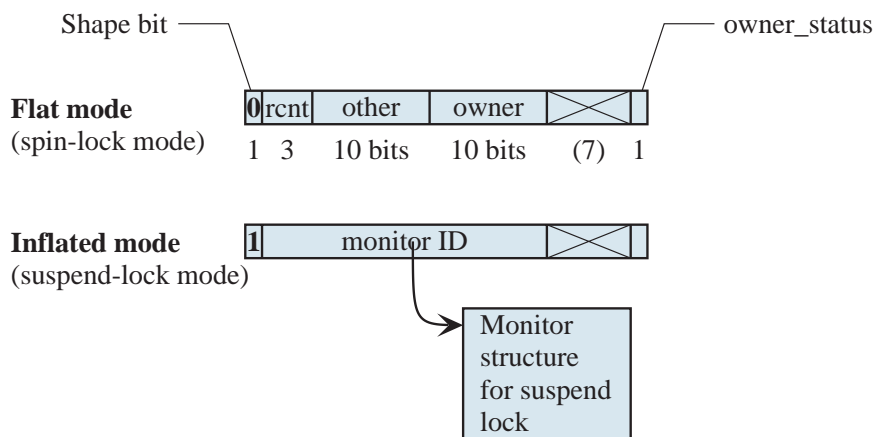 Shape bit owner_status
Flat mode 0 rcnt other owner
(spin-lock mode) 1 3 10 bits 10 bits (7) 1
Inflated mode 1 monitor ID
(suspend-lock mode)
Monitor
structure
for suspend
lock